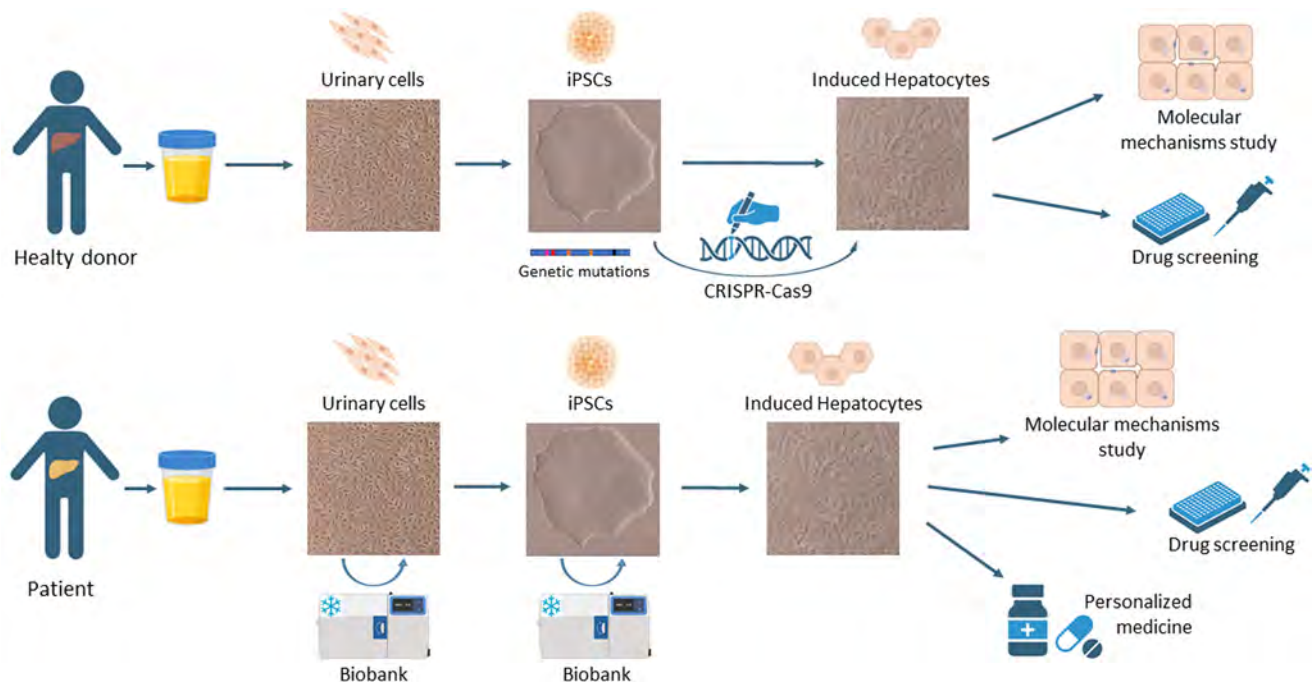 Urinary cells
iPSCs
Induced Hepatocytes
Molecular
mechanisms study
Healty donor
Genetic mutations
CRISPR-Cas9
Drug screening
Urinary cells
iPSCs
Induced Hepatocytes
Molecular mechanisms
study
Patient
Drug screening
Biobank
Biobank
Personalized
medicine